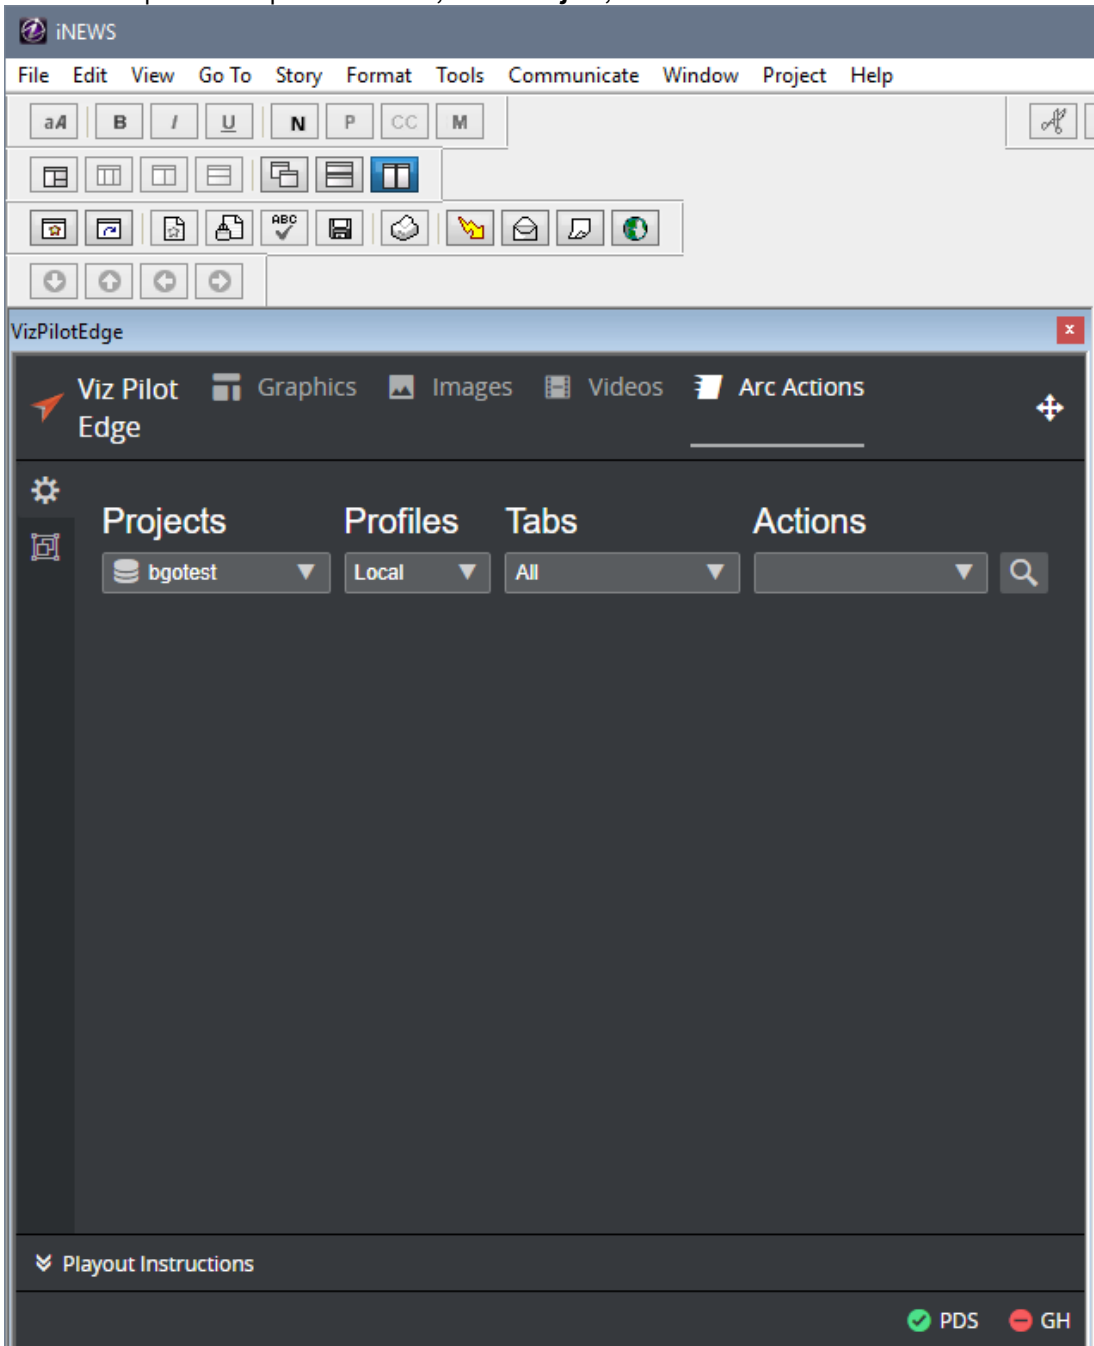 iNEWS
File Edit View Go To Story Format Tools Communicate Window Project Help
aA B I U N P CC M
ABC
VizPilotEdge
Viz Pilot Edge Graphics Images Videos Arc Actions
Projects Profiles Tabs Actions
bgotest Local All
Playout Instructions
PDS GH